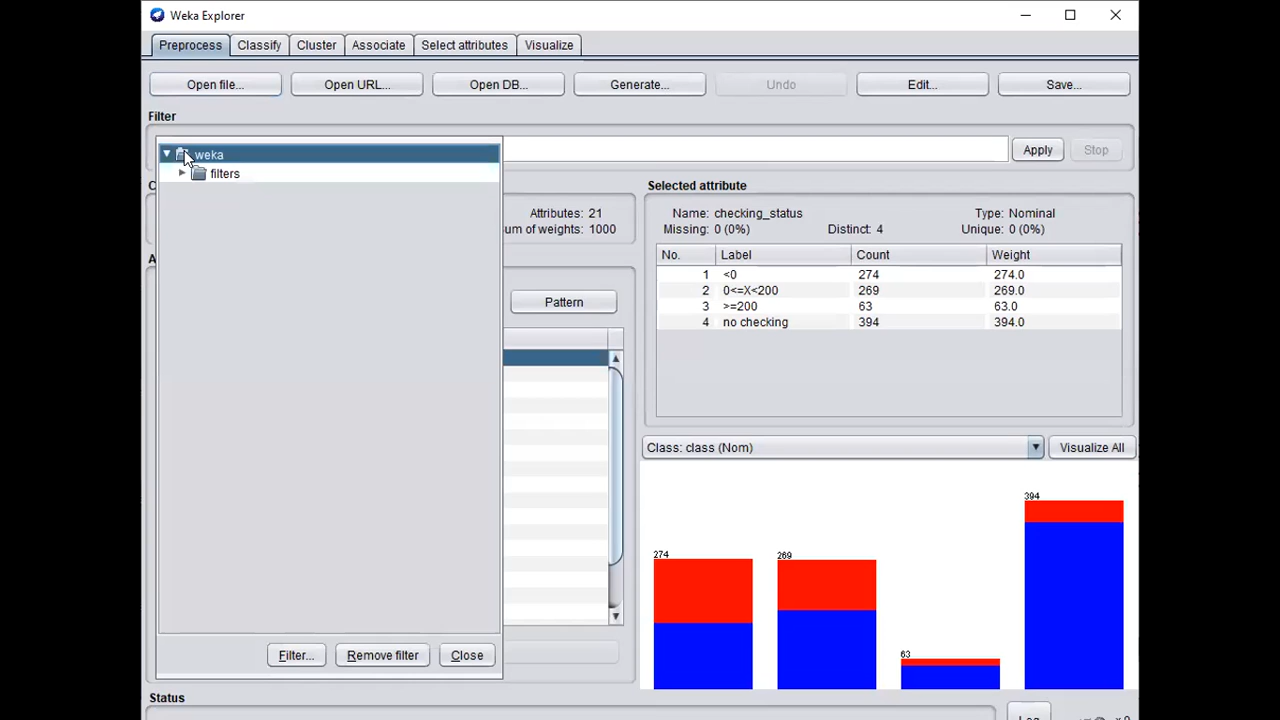 Weka Explorer
Preprocess Classify Cluster Associate Select attributes Visualize
Open file... Open URL... Open DB... Generate... Undo Edit... Save...
Filter
weka
filters
Apply Stop
Attributes: 21
um of weights: 1000
Pattern
Filter... Remove filter Close
Selected attribute
Name: checking_status Type: Nominal
Missing: 0 (0%) Distinct: 4 Unique: 0 (0%)
No. Label Count Weight
1 <0 274 274.0
2 0<=X<200 269 269.0
3 >=200 63 63.0
4 no checking 394 394.0
Class: class (Nom) Visualize All
274 269 63 394
Status